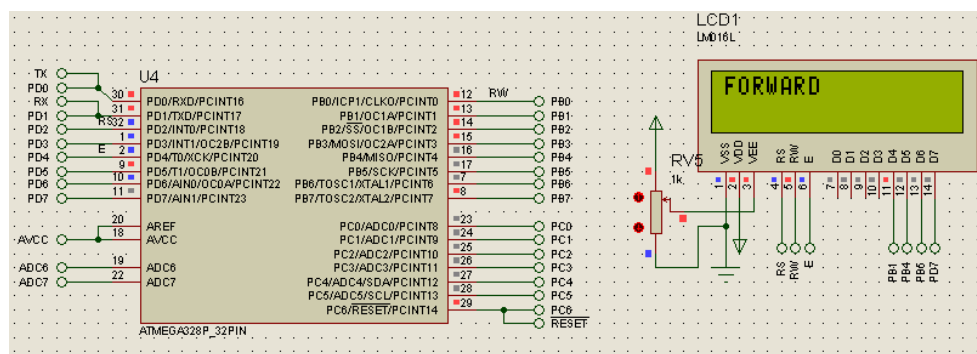 LCD1
LM016L
FORWARD
VSS
VDD
VEE
RS
RW
E
D0
D1
D2
D3
D4
D5
D6
D7
1
2
3
4
5
6
7
8
9
10
11
12
13
14
RS
RW
E
PB1
PB4
PB5
PD7
RV5
1k
U4
TX
PD0
RX
PD1
PD2
PD3
PD4
PD5
PD6
PD7
AVCC
ADC6
ADC7
RS
E
30 PD0/RXD/PCINT16
31 PD1/TXD/PCINT17
32 PD2/INT0/PCINT18
1 PD3/INT1/OC2B/PCINT19
2 PD4/T0/XCK/PCINT20
9 PD5/T1/OC0B/PCINT21
10 PD6/AIN0/OC0A/PCINT22
11 PD7/AIN1/PCINT23
20 AREF
18 AVCC
19 ADC6
22 ADC7
PB0/ICP1/CLKO/PCINT0 12 RW PB0
PB1/OC1A/PCINT1 13 PB1
PB2/SS/OC1B/PCINT2 14 PB2
PB3/MOSI/OC2A/PCINT3 15 PB3
PB4/MISO/PCINT4 16 PB4
PB5/SCK/PCINT5 17 PB5
PB6/TOSC1/XTAL1/PCINT6 7 PB6
PB7/TOSC2/XTAL2/PCINT7 8 PB7
PC0/ADC0/PCINT8 23 PC0
PC1/ADC1/PCINT9 24 PC1
PC2/ADC2/PCINT10 25 PC2
PC3/ADC3/PCINT11 26 PC3
PC4/ADC4/SDA/PCINT12 27 PC4
PC5/ADC5/SCL/PCINT13 28 PC5
PC6/RESET/PCINT14 29 PC6
RESET
ATMEGA328P_32PIN